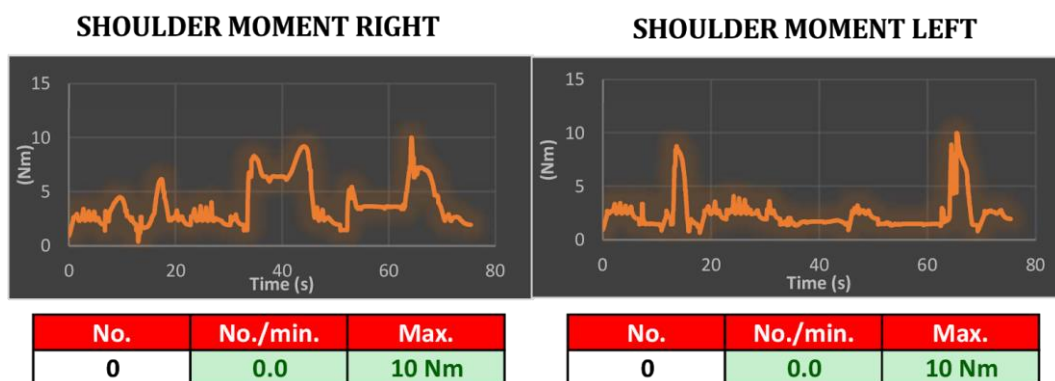 SHOULDER MOMENT RIGHT
15
10
5
0
(Nm)
0 20 40 60 80
Time (s)
No. No./min. Max.
0 0.0 10 Nm
SHOULDER MOMENT LEFT
15
10
5
0
(Nm)
0 20 40 60 80
Time (s)
No. No./min. Max.
0 0.0 10 Nm